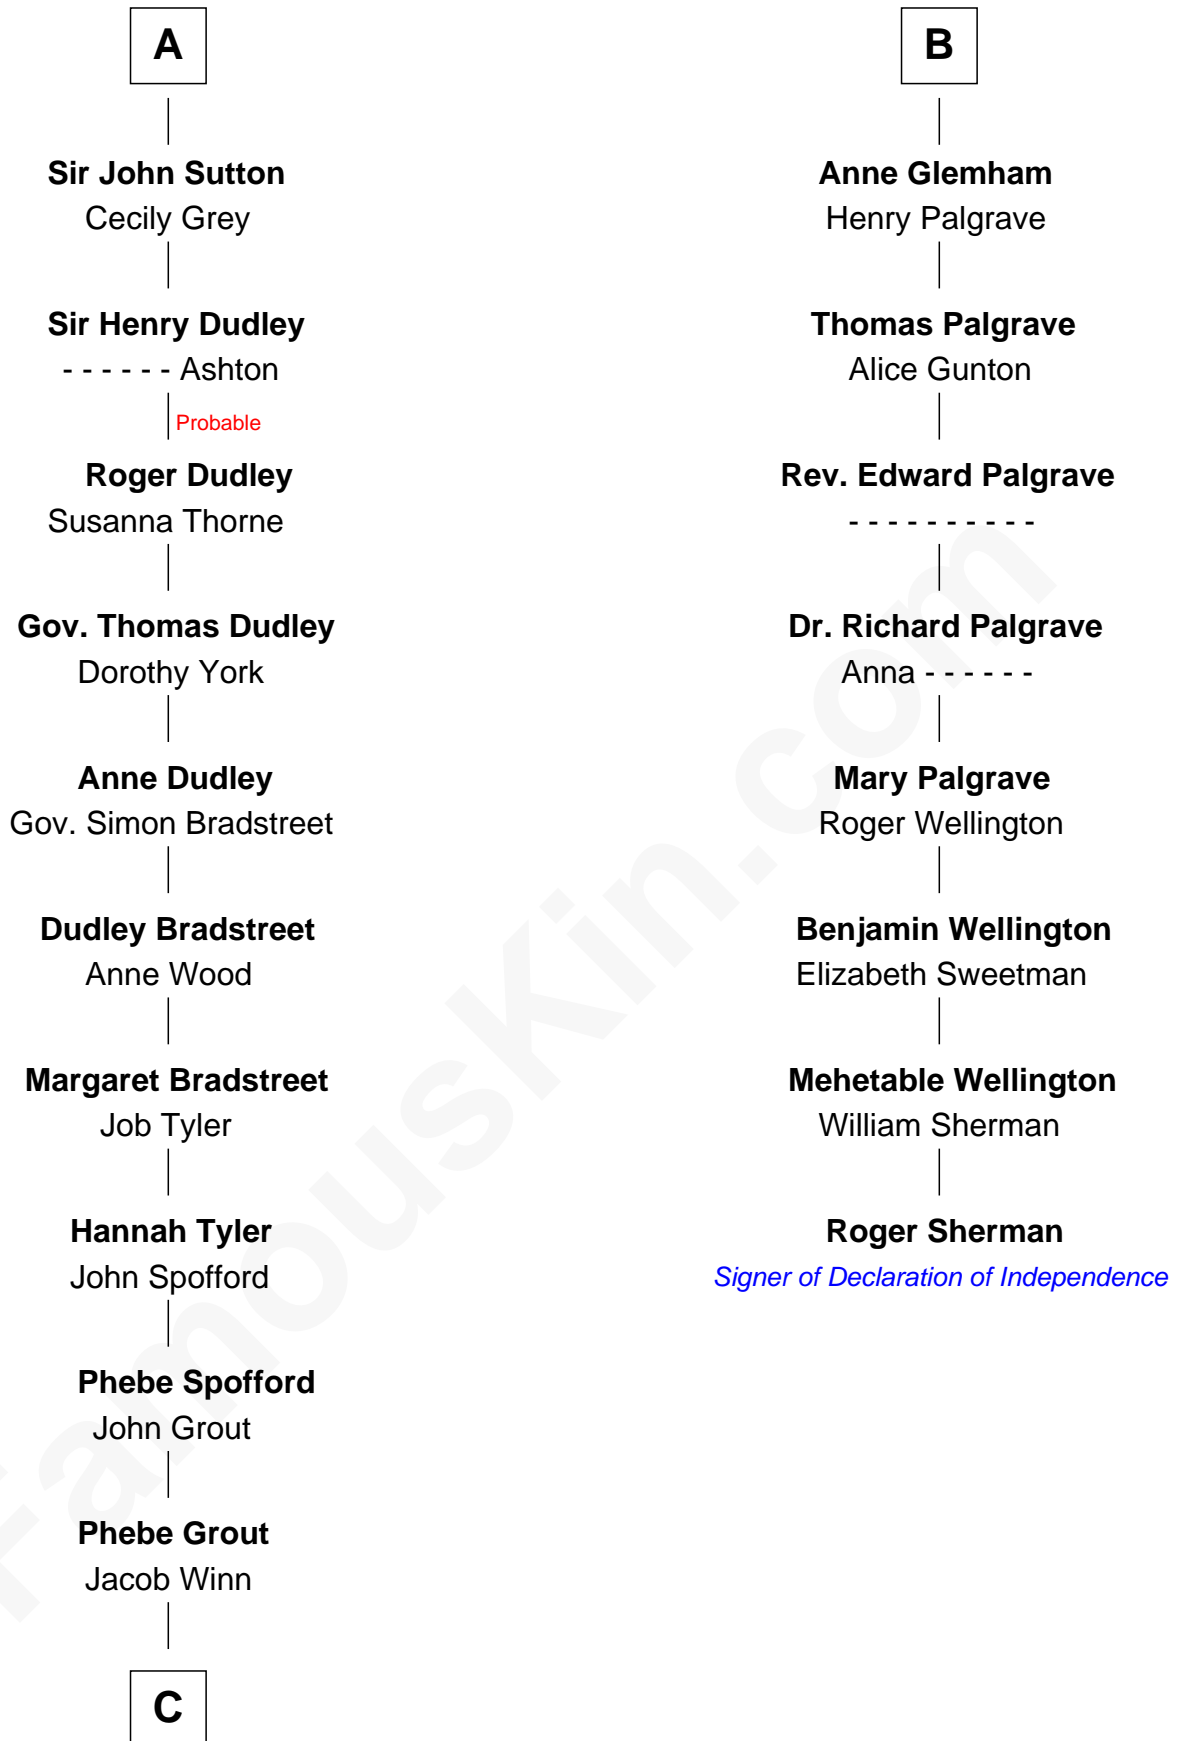 A
Sir John Sutton
Cecily Grey
Sir Henry Dudley
- - - - - - Ashton
Probable
Roger Dudley
Susanna Thorne
Gov. Thomas Dudley
Dorothy York
Anne Dudley
Gov. Simon Bradstreet
Dudley Bradstreet
Anne Wood
Margaret Bradstreet
Job Tyler
Hannah Tyler
John Spofford
Phebe Spofford
John Grout
Phebe Grout
Jacob Winn
C
B
Anne Glemham
Henry Palgrave
Thomas Palgrave
Alice Gunton
Rev. Edward Palgrave
- - - - - - - - - -
Dr. Richard Palgrave
Anna - - - - - -
Mary Palgrave
Roger Wellington
Benjamin Wellington
Elizabeth Sweetman
Mehetable Wellington
William Sherman
Roger Sherman
Signer of Declaration of Independence
FamousKin.com